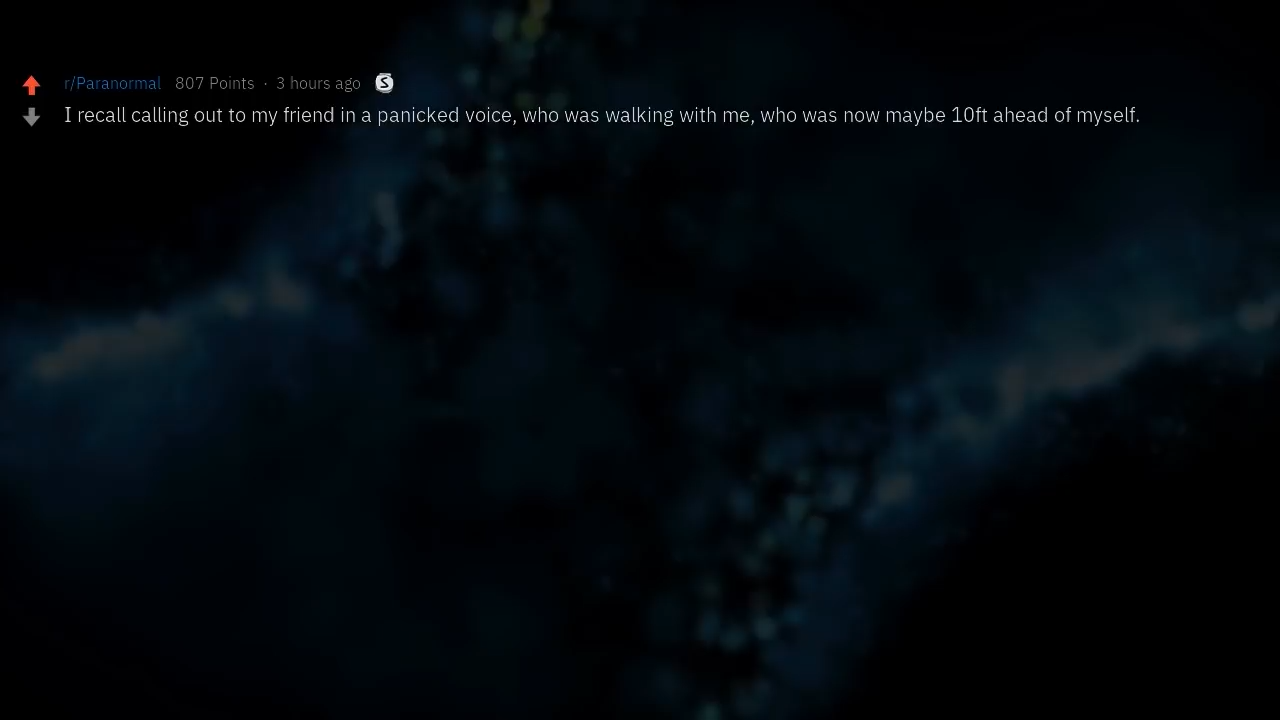 r/Paranormal 807 Points · 3 hours ago S
I recall calling out to my friend in a panicked voice, who was walking with me, who was now maybe 10ft ahead of myself.